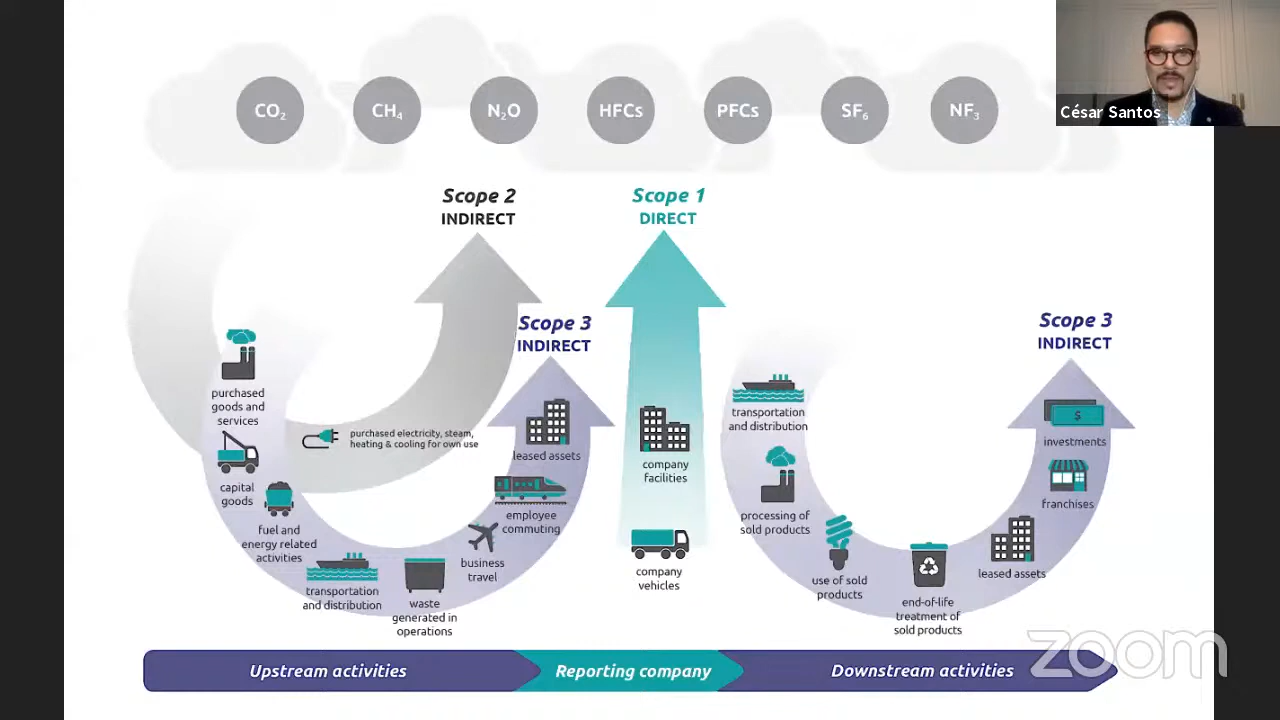 CO₂
CH₄
N₂O
HFCs
PFCs
SF₆
NF₃
César Santos
Scope 2
INDIRECT
Scope 1
DIRECT
Scope 3
INDIRECT
Scope 3
INDIRECT
purchased
goods and
services
capital
goods
fuel and
energy related
activities
transportation
and distribution
waste
generated in
operations
business
travel
employee
commuting
leased assets
purchased electricity, steam,
heating & cooling for own use
company
facilities
company
vehicles
transportation
and distribution
processing of
sold products
use of sold
products
end-of-life
treatment of
sold products
leased assets
franchises
$
investments
Upstream activities
Reporting company
Downstream activities
zoom